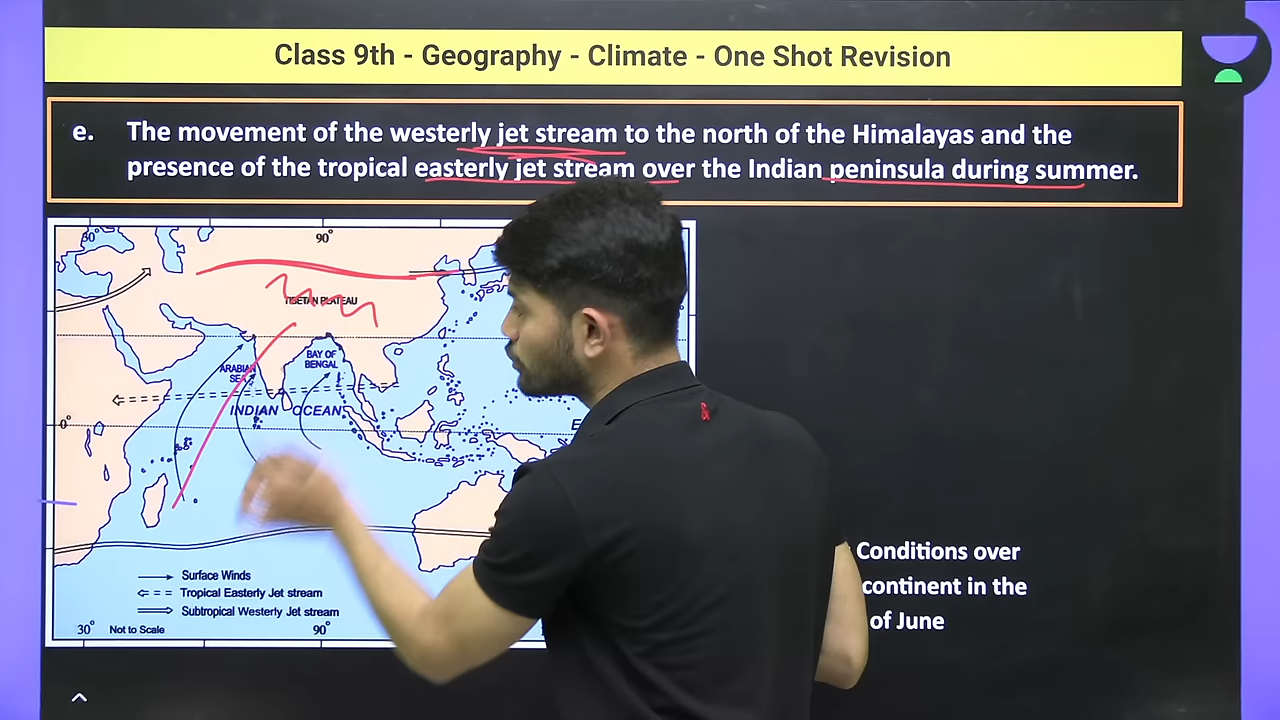 Class 9th - Geography - Climate - One Shot Revision
e. The movement of the westerly jet stream to the north of the Himalayas and the
presence of the tropical easterly jet stream over the Indian peninsula during summer.
30°
90°
TIBETAN PLATEAU
BAY OF
BENGAL
ARABIAN
SEA
INDIAN OCEAN
0°
E
Surface Winds
Tropical Easterly Jet stream
Subtropical Westerly Jet stream
30°
Not to Scale
90°
Conditions over
continent in the
of June